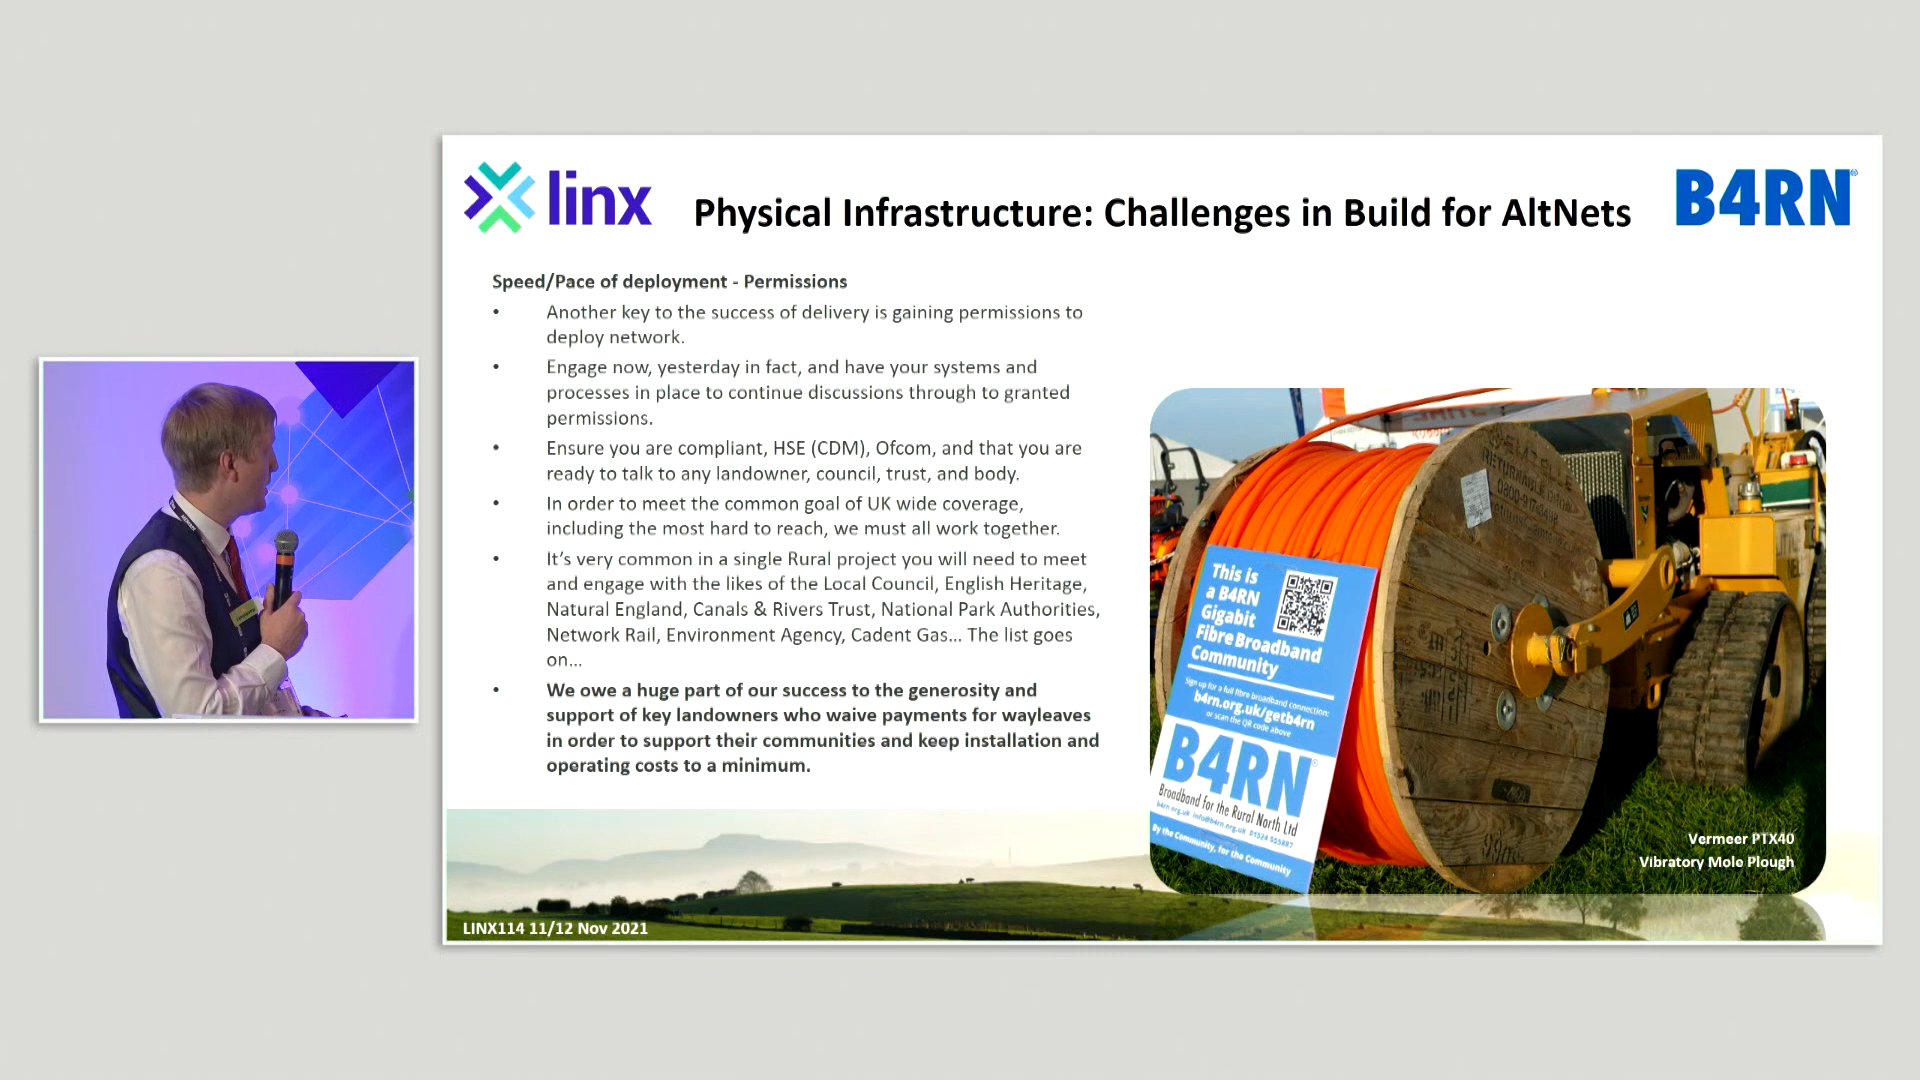 linx
Physical Infrastructure: Challenges in Build for AltNets
B4RN®
Speed/Pace of deployment - Permissions
• Another key to the success of delivery is gaining permissions to
deploy network.
• Engage now, yesterday in fact, and have your systems and
processes in place to continue discussions through to granted
permissions.
• Ensure you are compliant, HSE (CDM), Ofcom, and that you are
ready to talk to any landowner, council, trust, and body.
• In order to meet the common goal of UK wide coverage,
including the most hard to reach, we must all work together.
• It’s very common in a single Rural project you will need to meet
and engage with the likes of the Local Council, English Heritage,
Natural England, Canals & Rivers Trust, National Park Authorities,
Network Rail, Environment Agency, Cadent Gas... The list goes
on...
• We owe a huge part of our success to the generosity and
support of key landowners who waive payments for wayleaves
in order to support their communities and keep installation and
operating costs to a minimum.
This is
a B4RN
Gigabit
Fibre Broadband
Community
Sign up for a full fibre broadband connection:
b4rn.org.uk/getb4rn
or scan the QR code above
B4RN
Broadband for the Rural North Ltd
b4rn.org.uk info@b4rn.org.uk 01524 555887
By the Community, for the Community
RETURNABLE
Vermeer PTX40
Vibratory Mole Plough
LINX114 11/12 Nov 2021